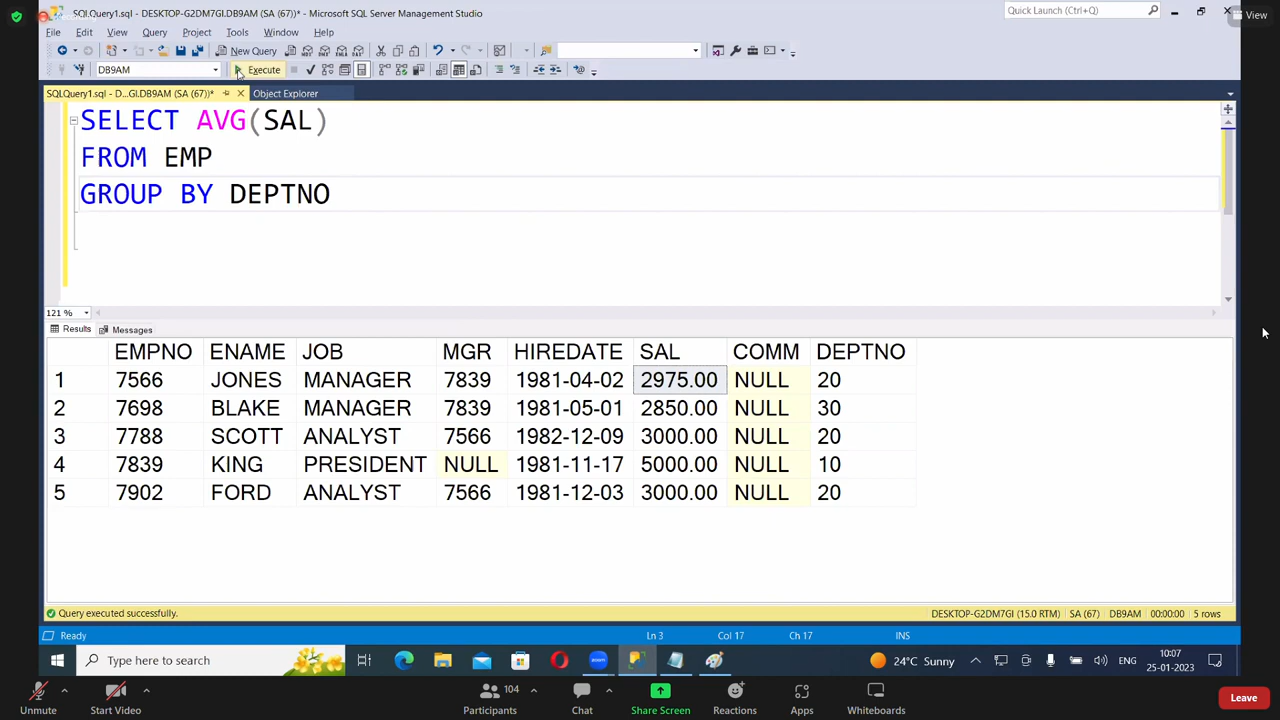 SQLQuery1.sql - DESKTOP-G2DM7GI.DB9AM (SA (67))* - Microsoft SQL Server Management Studio
Quick Launch (Ctrl+Q)
View
File Edit View Query Project Tools Window Help
New Query
DB9AM
Execute
SQLQuery1.sql - D...GI.DB9AM (SA (67))*
Object Explorer
SELECT AVG(SAL)
FROM EMP
GROUP BY DEPTNO
121 %
Results Messages
EMPNO ENAME JOB MGR HIREDATE SAL COMM DEPTNO
1 7566 JONES MANAGER 7839 1981-04-02 2975.00 NULL 20
2 7698 BLAKE MANAGER 7839 1981-05-01 2850.00 NULL 30
3 7788 SCOTT ANALYST 7566 1982-12-09 3000.00 NULL 20
4 7839 KING PRESIDENT NULL 1981-11-17 5000.00 NULL 10
5 7902 FORD ANALYST 7566 1981-12-03 3000.00 NULL 20
Query executed successfully.
DESKTOP-G2DM7GI (15.0 RTM) SA (67) DB9AM 00:00:00 5 rows
Ready Ln 3 Col 17 Ch 17 INS
Type here to search
24°C Sunny
ENG
10:07
25-01-2023
104
Unmute Start Video Participants Chat Share Screen Reactions Apps Whiteboards
Leave